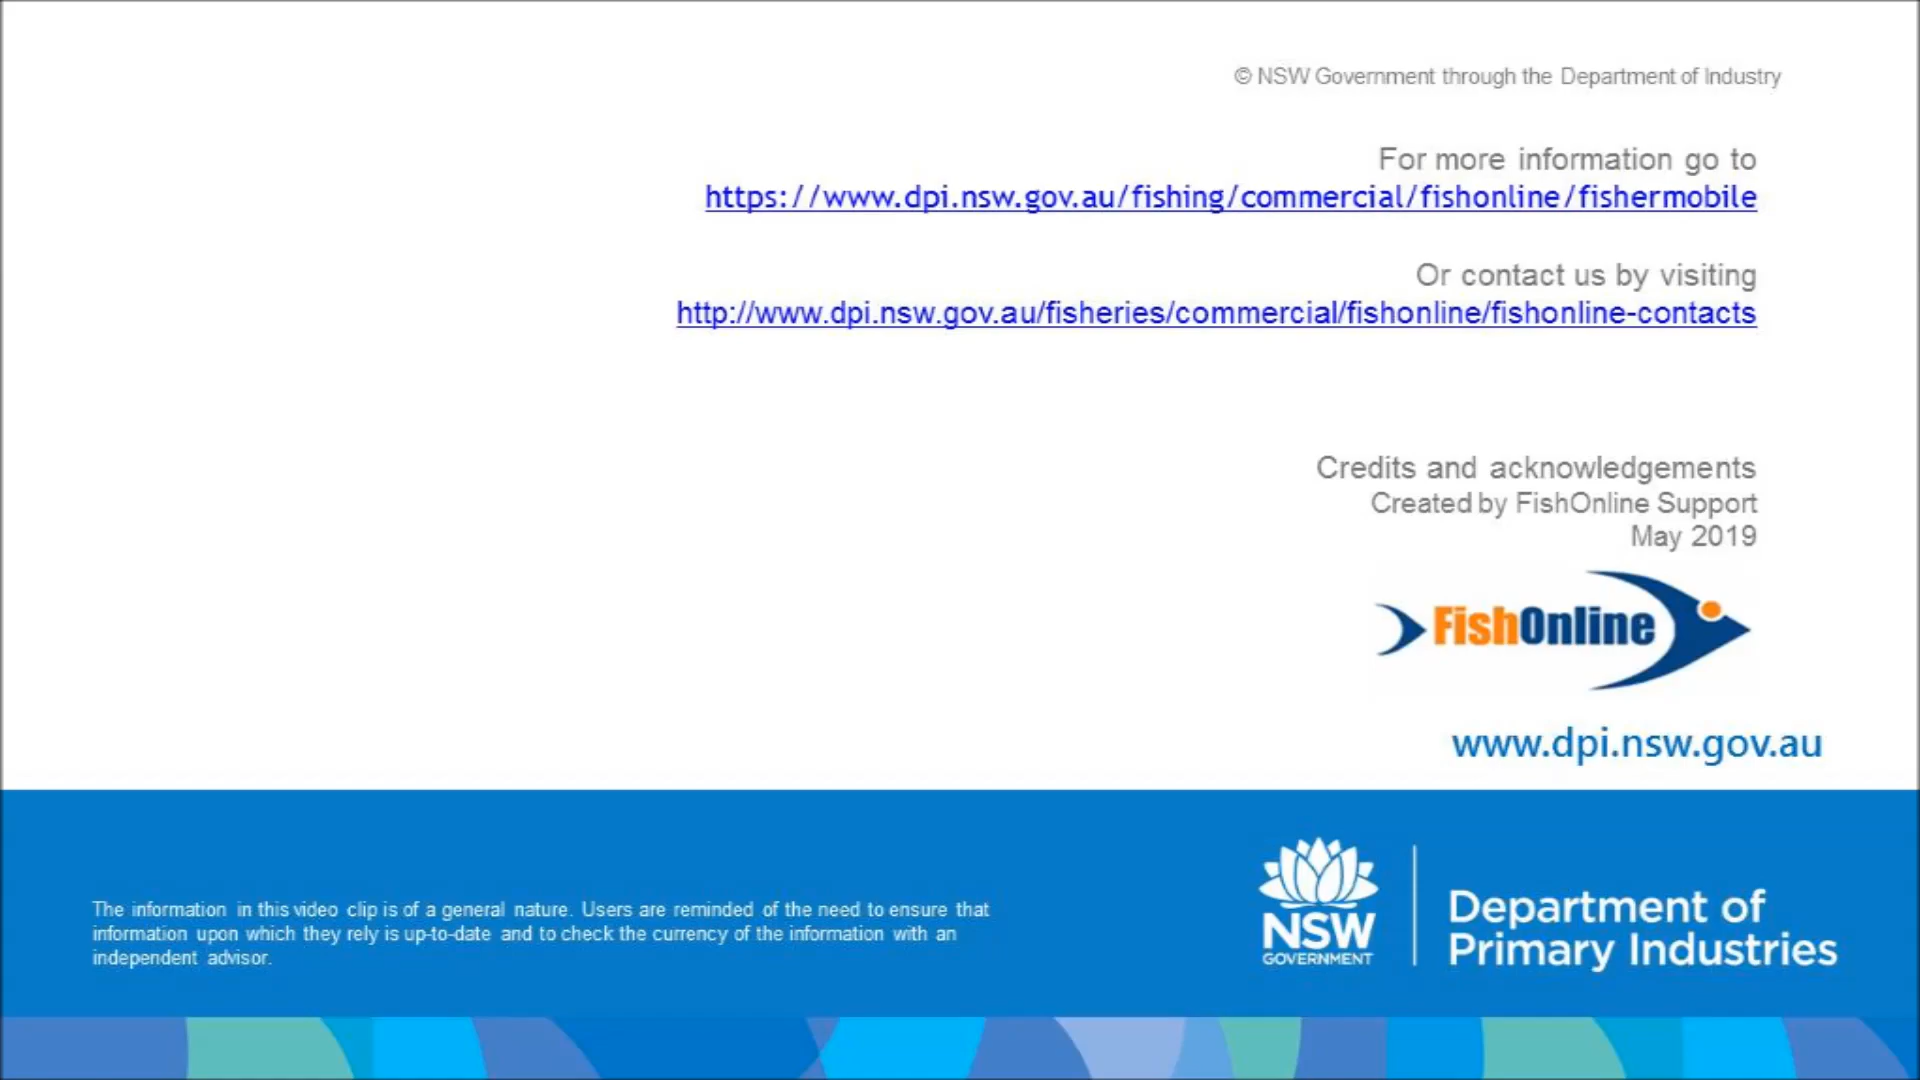 © NSW Government through the Department of Industry
For more information go to
https://www.dpi.nsw.gov.au/fishing/commercial/fishonline/fishermobile
Or contact us by visiting
http://www.dpi.nsw.gov.au/fisheries/commercial/fishonline/fishonline-contacts
Credits and acknowledgements
Created by FishOnline Support
May 2019
FishOnline
www.dpi.nsw.gov.au
The information in this video clip is of a general nature. Users are reminded of the need to ensure that
information upon which they rely is up-to-date and to check the currency of the information with an
independent advisor.
NSW
GOVERNMENT
Department of
Primary Industries